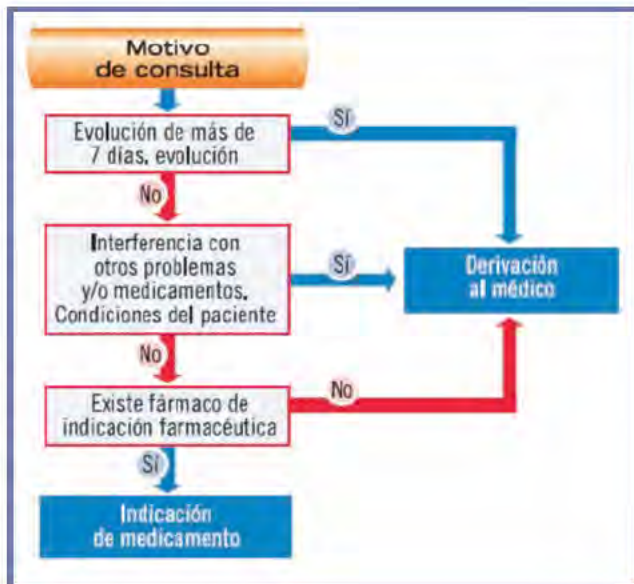 Motivo
de consulta
Evolución de más de
7 días, evolución
Sí
No
Interferencia con
otros problemas
y/o medicamentos.
Condiciones del paciente
Sí
Derivación
al médico
No
Existe fármaco de
indicación farmacéutica
No
Sí
Indicación
de medicamento